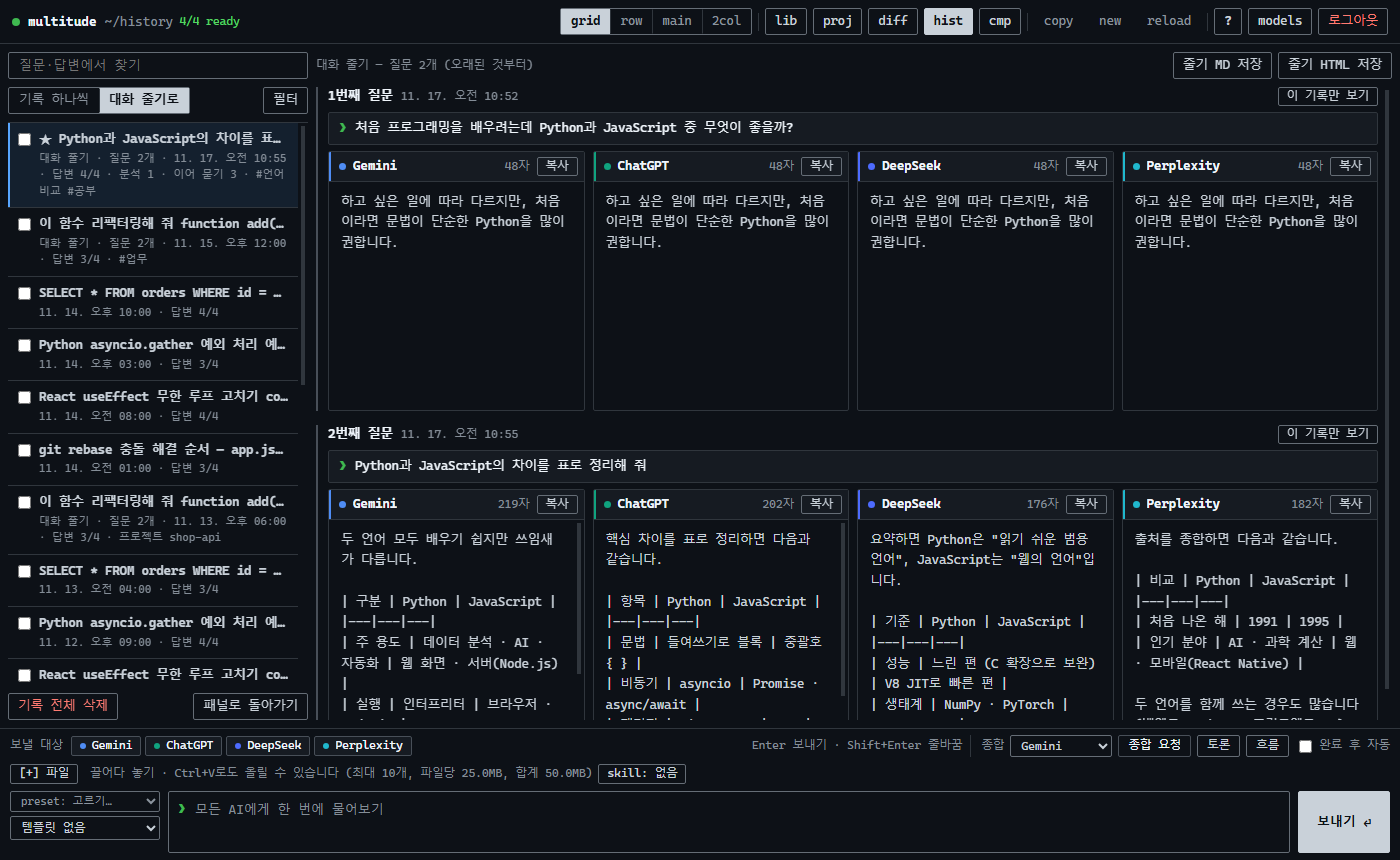 multitude ~/history 4/4 ready
grid row main 2col lib proj diff hist cmp copy new reload ? models 로그아웃
질문·답변에서 찾기
대화 줄기 — 질문 2개 (오래된 것부터)
줄기 MD 저장 줄기 HTML 저장
기록 하나씩 대화 줄기로 필터
★ Python과 JavaScript의 차이를 표…
대화 줄기 · 질문 2개 · 11. 17. 오전 10:55
· 답변 4/4 · 분석 1 · 이어 묻기 3 · #언어
비교 #공부
이 함수 리팩터링해 줘 function add(…
대화 줄기 · 질문 2개 · 11. 15. 오후 12:00
· 답변 3/4 · #업무
SELECT * FROM orders WHERE id = …
11. 14. 오후 10:00 · 답변 4/4
Python asyncio.gather 예외 처리 예…
11. 14. 오후 03:00 · 답변 3/4
React useEffect 무한 루프 고치기 co…
11. 14. 오전 08:00 · 답변 4/4
git rebase 충돌 해결 순서 — app.js…
11. 14. 오전 01:00 · 답변 3/4
이 함수 리팩터링해 줘 function add(…
대화 줄기 · 질문 2개 · 11. 13. 오후 06:00
· 답변 3/4 · 프로젝트 shop-api
SELECT * FROM orders WHERE id = …
11. 13. 오후 04:00 · 답변 3/4
Python asyncio.gather 예외 처리 예…
11. 12. 오후 09:00 · 답변 4/4
React useEffect 무한 루프 고치기 co…
기록 전체 삭제 패널로 돌아가기
1번째 질문 11. 17. 오전 10:52 이 기록만 보기
❯ 처음 프로그래밍을 배우려는데 Python과 JavaScript 중 무엇이 좋을까?
Gemini 48자 복사
하고 싶은 일에 따라 다르지만, 처음
이라면 문법이 단순한 Python을 많이
권합니다.
ChatGPT 48자 복사
하고 싶은 일에 따라 다르지만, 처음
이라면 문법이 단순한 Python을 많이
권합니다.
DeepSeek 48자 복사
하고 싶은 일에 따라 다르지만, 처음
이라면 문법이 단순한 Python을 많이
권합니다.
Perplexity 48자 복사
하고 싶은 일에 따라 다르지만, 처음
이라면 문법이 단순한 Python을 많이
권합니다.
2번째 질문 11. 17. 오전 10:55 이 기록만 보기
❯ Python과 JavaScript의 차이를 표로 정리해 줘
Gemini 219자 복사
두 언어 모두 배우기 쉽지만 쓰임새
가 다릅니다.
| 구분 | Python | JavaScript |
|---|---|---|
| 주 용도 | 데이터 분석 · AI ·
자동화 | 웹 화면 · 서버(Node.js)
|
| 실행 | 인터프리터 | 브라우저 ·
ChatGPT 202자 복사
핵심 차이를 표로 정리하면 다음과
같습니다.
| 항목 | Python | JavaScript |
|---|---|---|
| 문법 | 들여쓰기로 블록 | 중괄호
{ } |
| 비동기 | asyncio | Promise ·
async/await |
DeepSeek 176자 복사
요약하면 Python은 "읽기 쉬운 범용
언어", JavaScript는 "웹의 언어"입
니다.
| 기준 | Python | JavaScript |
|---|---|---|
| 성능 | 느린 편 (C 확장으로 보완)
| V8 JIT로 빠른 편 |
| 생태계 | NumPy · PyTorch |
Perplexity 182자 복사
출처를 종합하면 다음과 같습니다.
| 비교 | Python | JavaScript |
|---|---|---|
| 처음 나온 해 | 1991 | 1995 |
| 인기 분야 | AI · 과학 계산 | 웹
· 모바일(React Native) |
두 언어를 함께 쓰는 경우도 많습니다
보낼 대상 Gemini ChatGPT DeepSeek Perplexity
Enter 보내기 · Shift+Enter 줄바꿈 종합 Gemini 종합 요청 토론 흐름 완료 후 자동
[+] 파일 끌어다 놓기 · Ctrl+V로도 올릴 수 있습니다 (최대 10개, 파일당 25.0MB, 합계 50.0MB) skill: 없음
preset: 고르기…
템플릿 없음
❯ 모든 AI에게 한 번에 물어보기
보내기 ↵